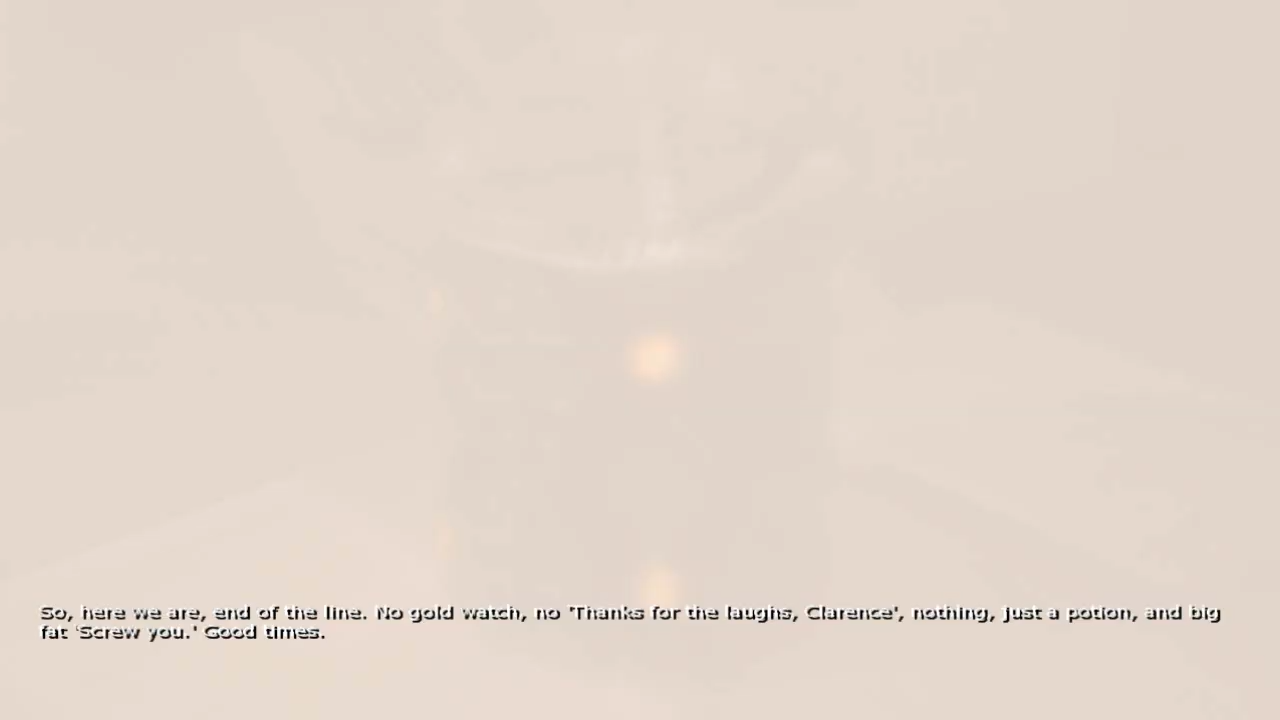 So, here we are, end of the line. No gold watch, no 'Thanks for the laughs, Clarence', nothing, just a potion, and big
fat 'Screw you.' Good times.